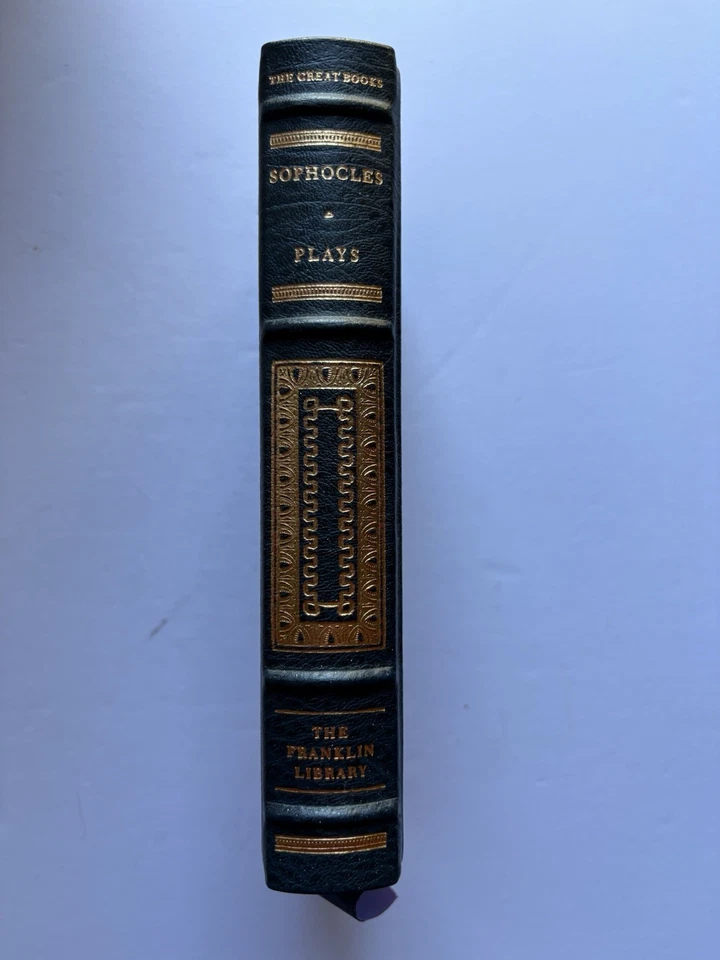 THE GREAT BOOKS
SOPHOCLES
PLAYS
THE
FRANKLIN
LIBRARY